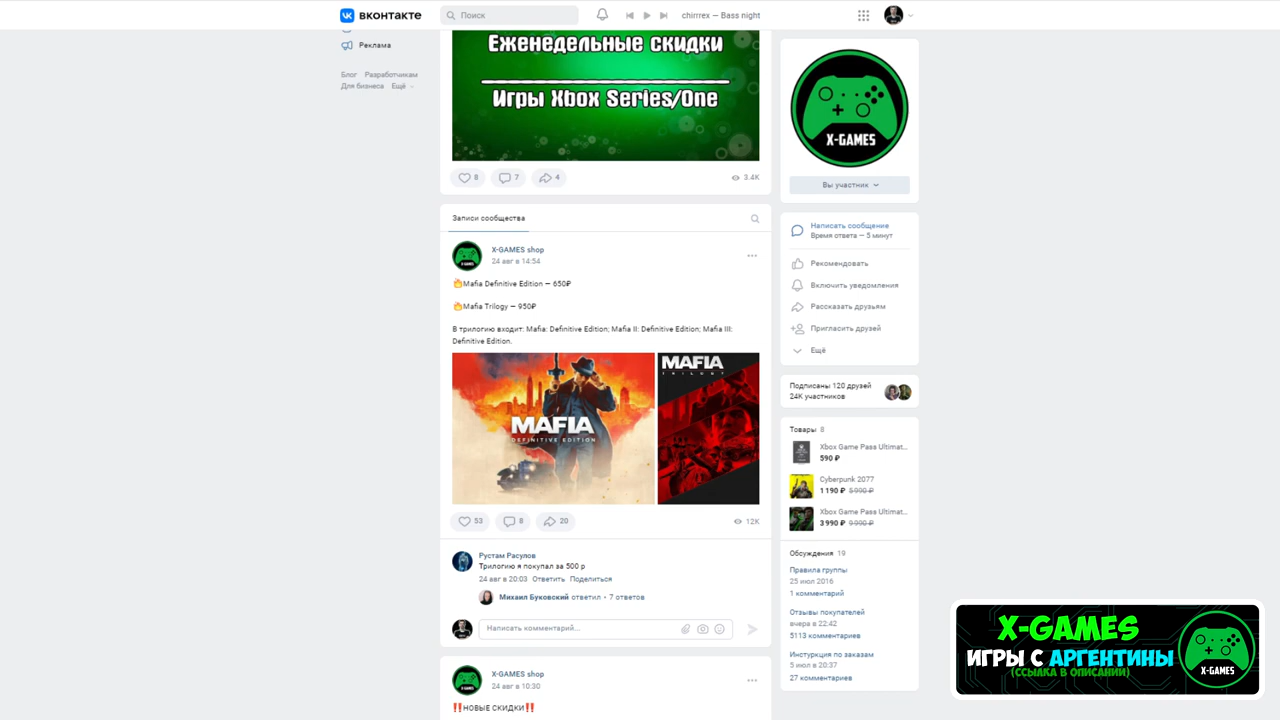 вконтакте
Поиск
chirrrex — Bass night
Реклама
Блог Разработчикам
Для бизнеса Ещё
Еженедельные скидки
Игры Xbox Series/One
8 7 4 3.4K
Записи сообщества
X-GAMES shop
24 авг в 14:54
Mafia Definitive Edition — 650₽
Mafia Trilogy — 950₽
В трилогию входит: Mafia: Definitive Edition; Mafia II: Definitive Edition; Mafia III:
Definitive Edition.
MAFIA
DEFINITIVE EDITION
MAFIA
TRILOGY
53 8 20 12K
Рустам Расулов
Трилогию я покупал за 500 р
24 авг в 20:03 Ответить Поделиться
Михаил Буковский ответил · 7 ответов
Написать комментарий...
X-GAMES shop
24 авг в 10:30
‼️НОВЫЕ СКИДКИ‼️
X-GAMES
Вы участник
Написать сообщение
Время ответа — 5 минут
Рекомендовать
Включить уведомления
Рассказать друзьям
Пригласить друзей
Ещё
Подписаны 120 друзей
24K участников
Товары 8
Xbox Game Pass Ultimat...
590 ₽
Cyberpunk 2077
1 190 ₽ 5 990 ₽
Xbox Game Pass Ultimat...
3 990 ₽ 9 990 ₽
Обсуждения 19
Правила группы
25 июл 2016
1 комментарий
Отзывы покупателей
вчера в 22:42
5113 комментариев
Инстуркция по заказам
5 июл в 20:37
27 комментариев
X-GAMES
ИГРЫ С АРГЕНТИНЫ
(ССЫЛКА В ОПИСАНИИ)
X-GAMES